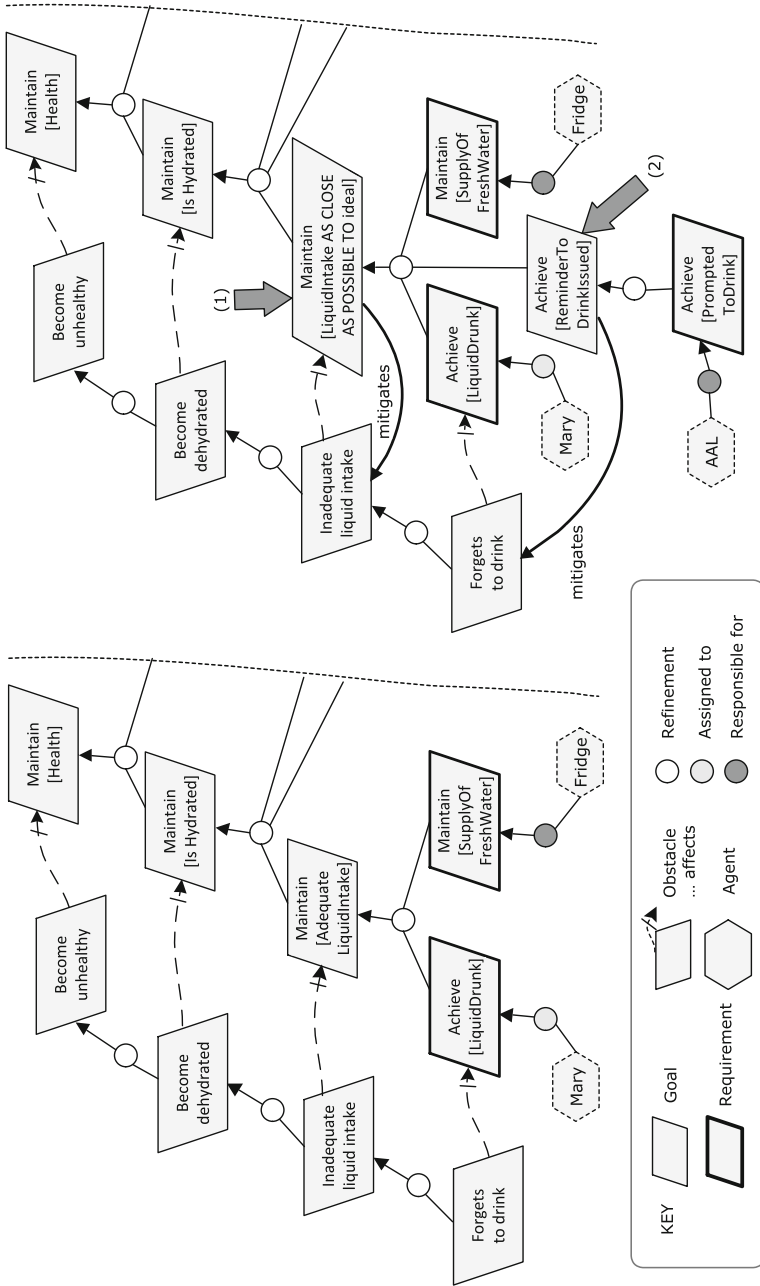 Become
unhealthy
Maintain
[Health]
Become
dehydrated
Maintain
[Is Hydrated]
Inadequate
liquid intake
Maintain
[Adequate
LiquidIntake]
Forgets
to drink
Achieve
[LiquidDrunk]
Maintain
[SupplyOf
FreshWater]
Mary
Fridge
Become
unhealthy
Maintain
[Health]
Become
dehydrated
Maintain
[Is Hydrated]
(1)
Inadequate
liquid intake
Maintain
[LiquidIntake AS CLOSE
AS POSSIBLE TO ideal]
mitigates
Forgets
to drink
Achieve
[LiquidDrunk]
Maintain
[SupplyOf
FreshWater]
Mary
Achieve
[ReminderTo
DrinkIssued]
Fridge
mitigates
(2)
AAL
Achieve
[Prompted
ToDrink]
KEY
Goal
Requirement
Obstacle
... affects
Agent
Refinement
Assigned to
Responsible for